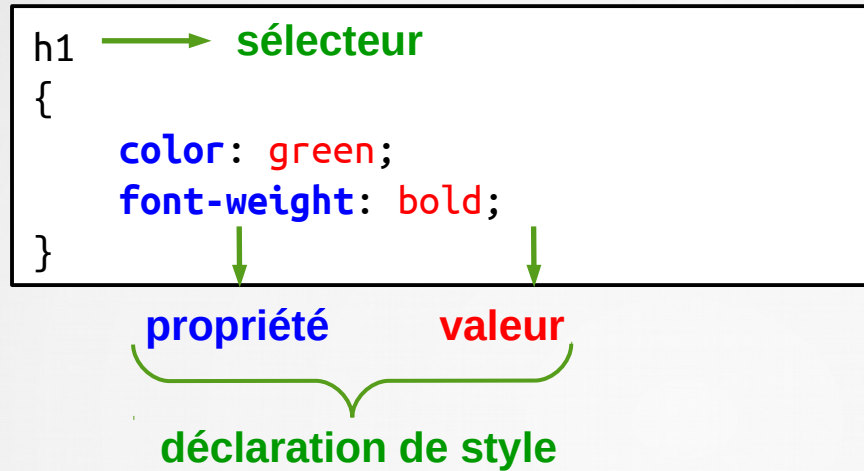 h1 sélecteur
{
color: green;
font-weight: bold;
}
propriété valeur
déclaration de style